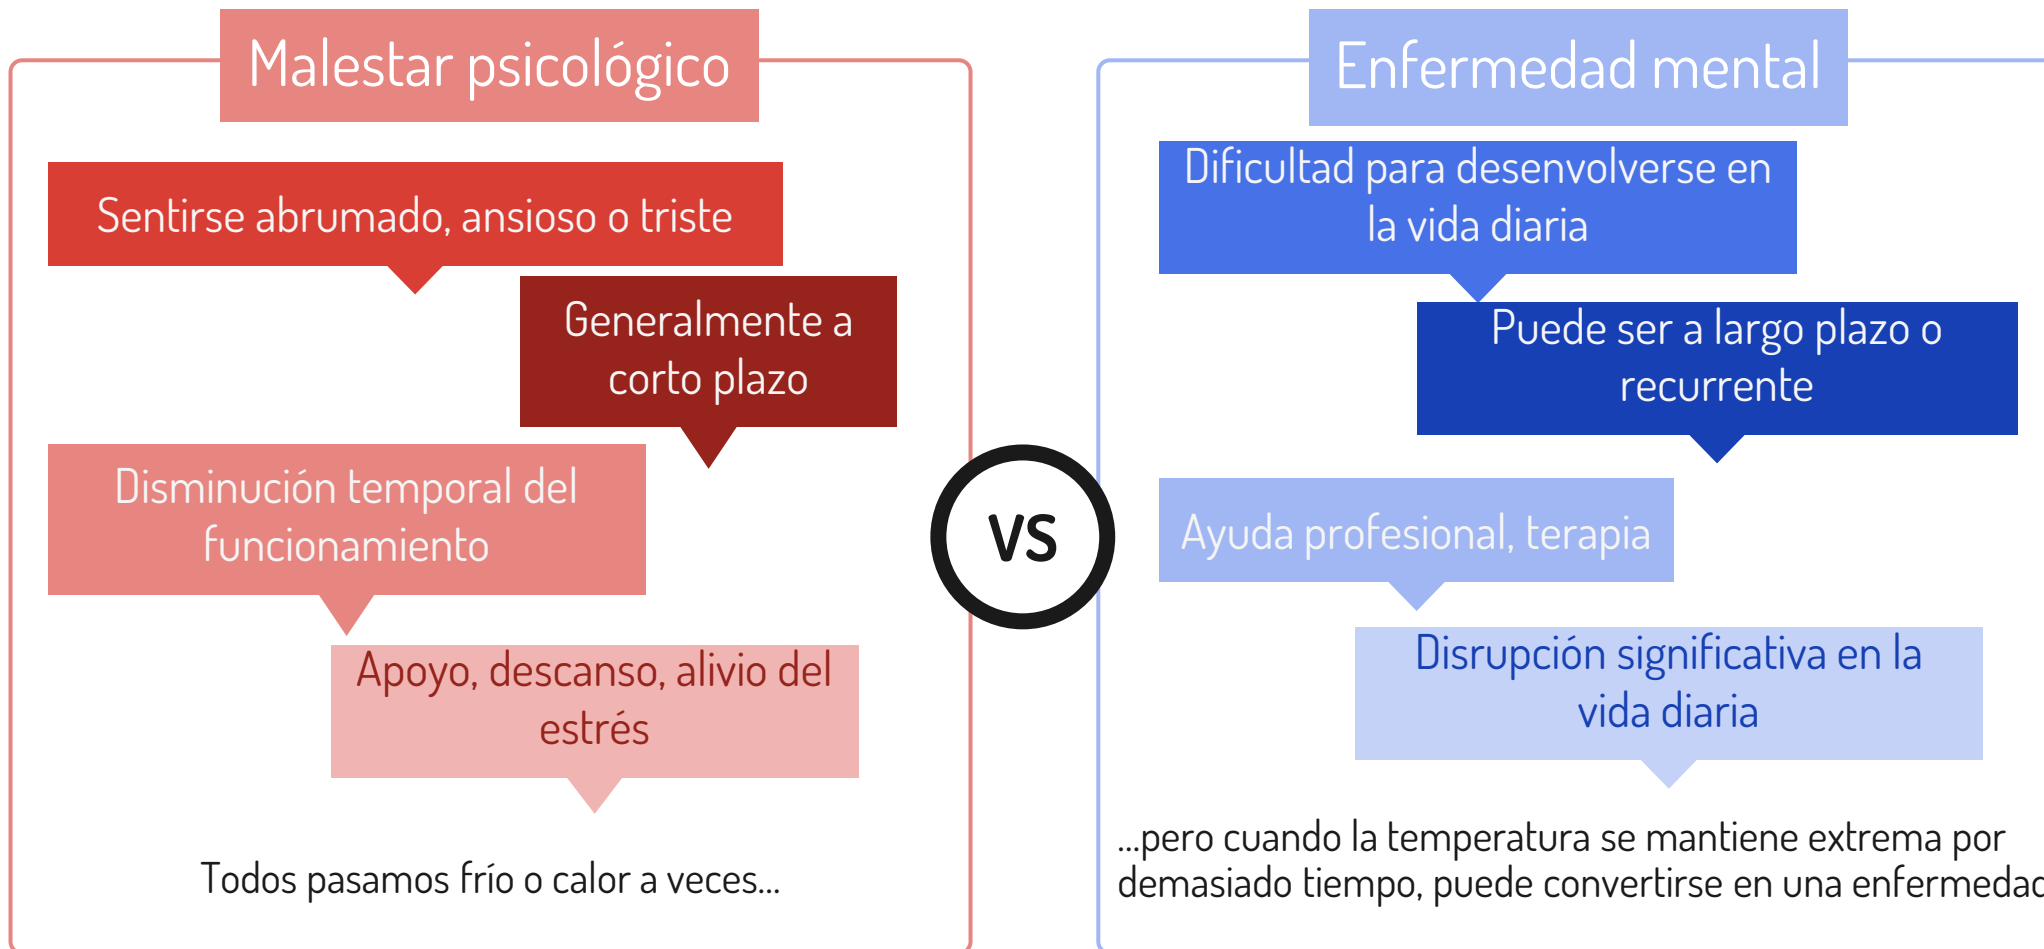 Malestar psicológico
Sentirse abrumado, ansioso o triste
Generalmente a
corto plazo
Disminución temporal del
funcionamiento
Apoyo, descanso, alivio del
estrés
Todos pasamos frío o calor a veces...
VS
Enfermedad mental
Dificultad para desenvolverse en
la vida diaria
Puede ser a largo plazo o
recurrente
Ayuda profesional, terapia
Disrupción significativa en la
vida diaria
...pero cuando la temperatura se mantiene extrema por
demasiado tiempo, puede convertirse en una enfermedad